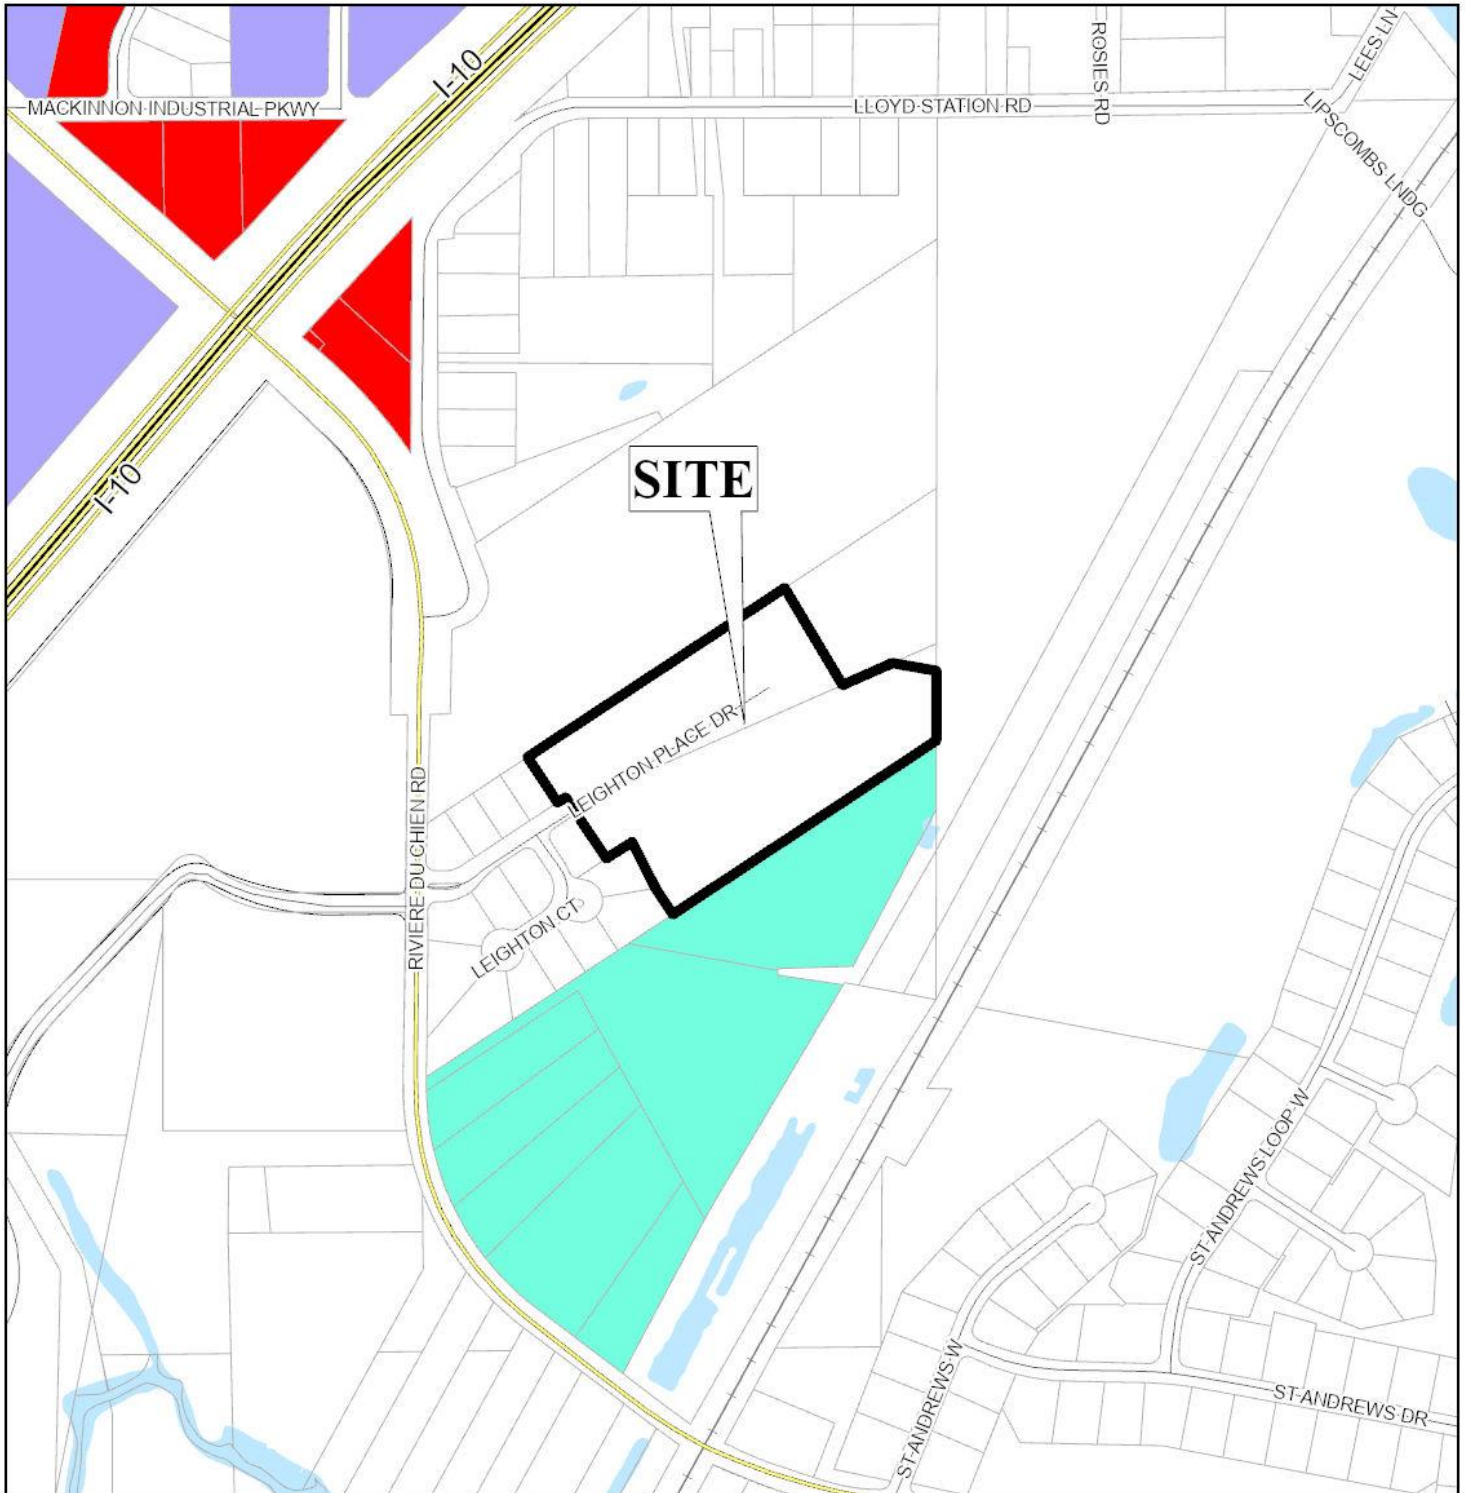 I-10
ROSIES RD
LEES LN
MACKINNON INDUSTRIAL PKWY
LLOYD STATION RD
LIPSCOMBS LNDG
I-10
SITE
LEIGHTON PLACE DR
RIVIERE DU CHIEN RD
LEIGHTON CT
ST ANDREWS LOOP W
ST ANDREWS W
ST ANDREWS DR